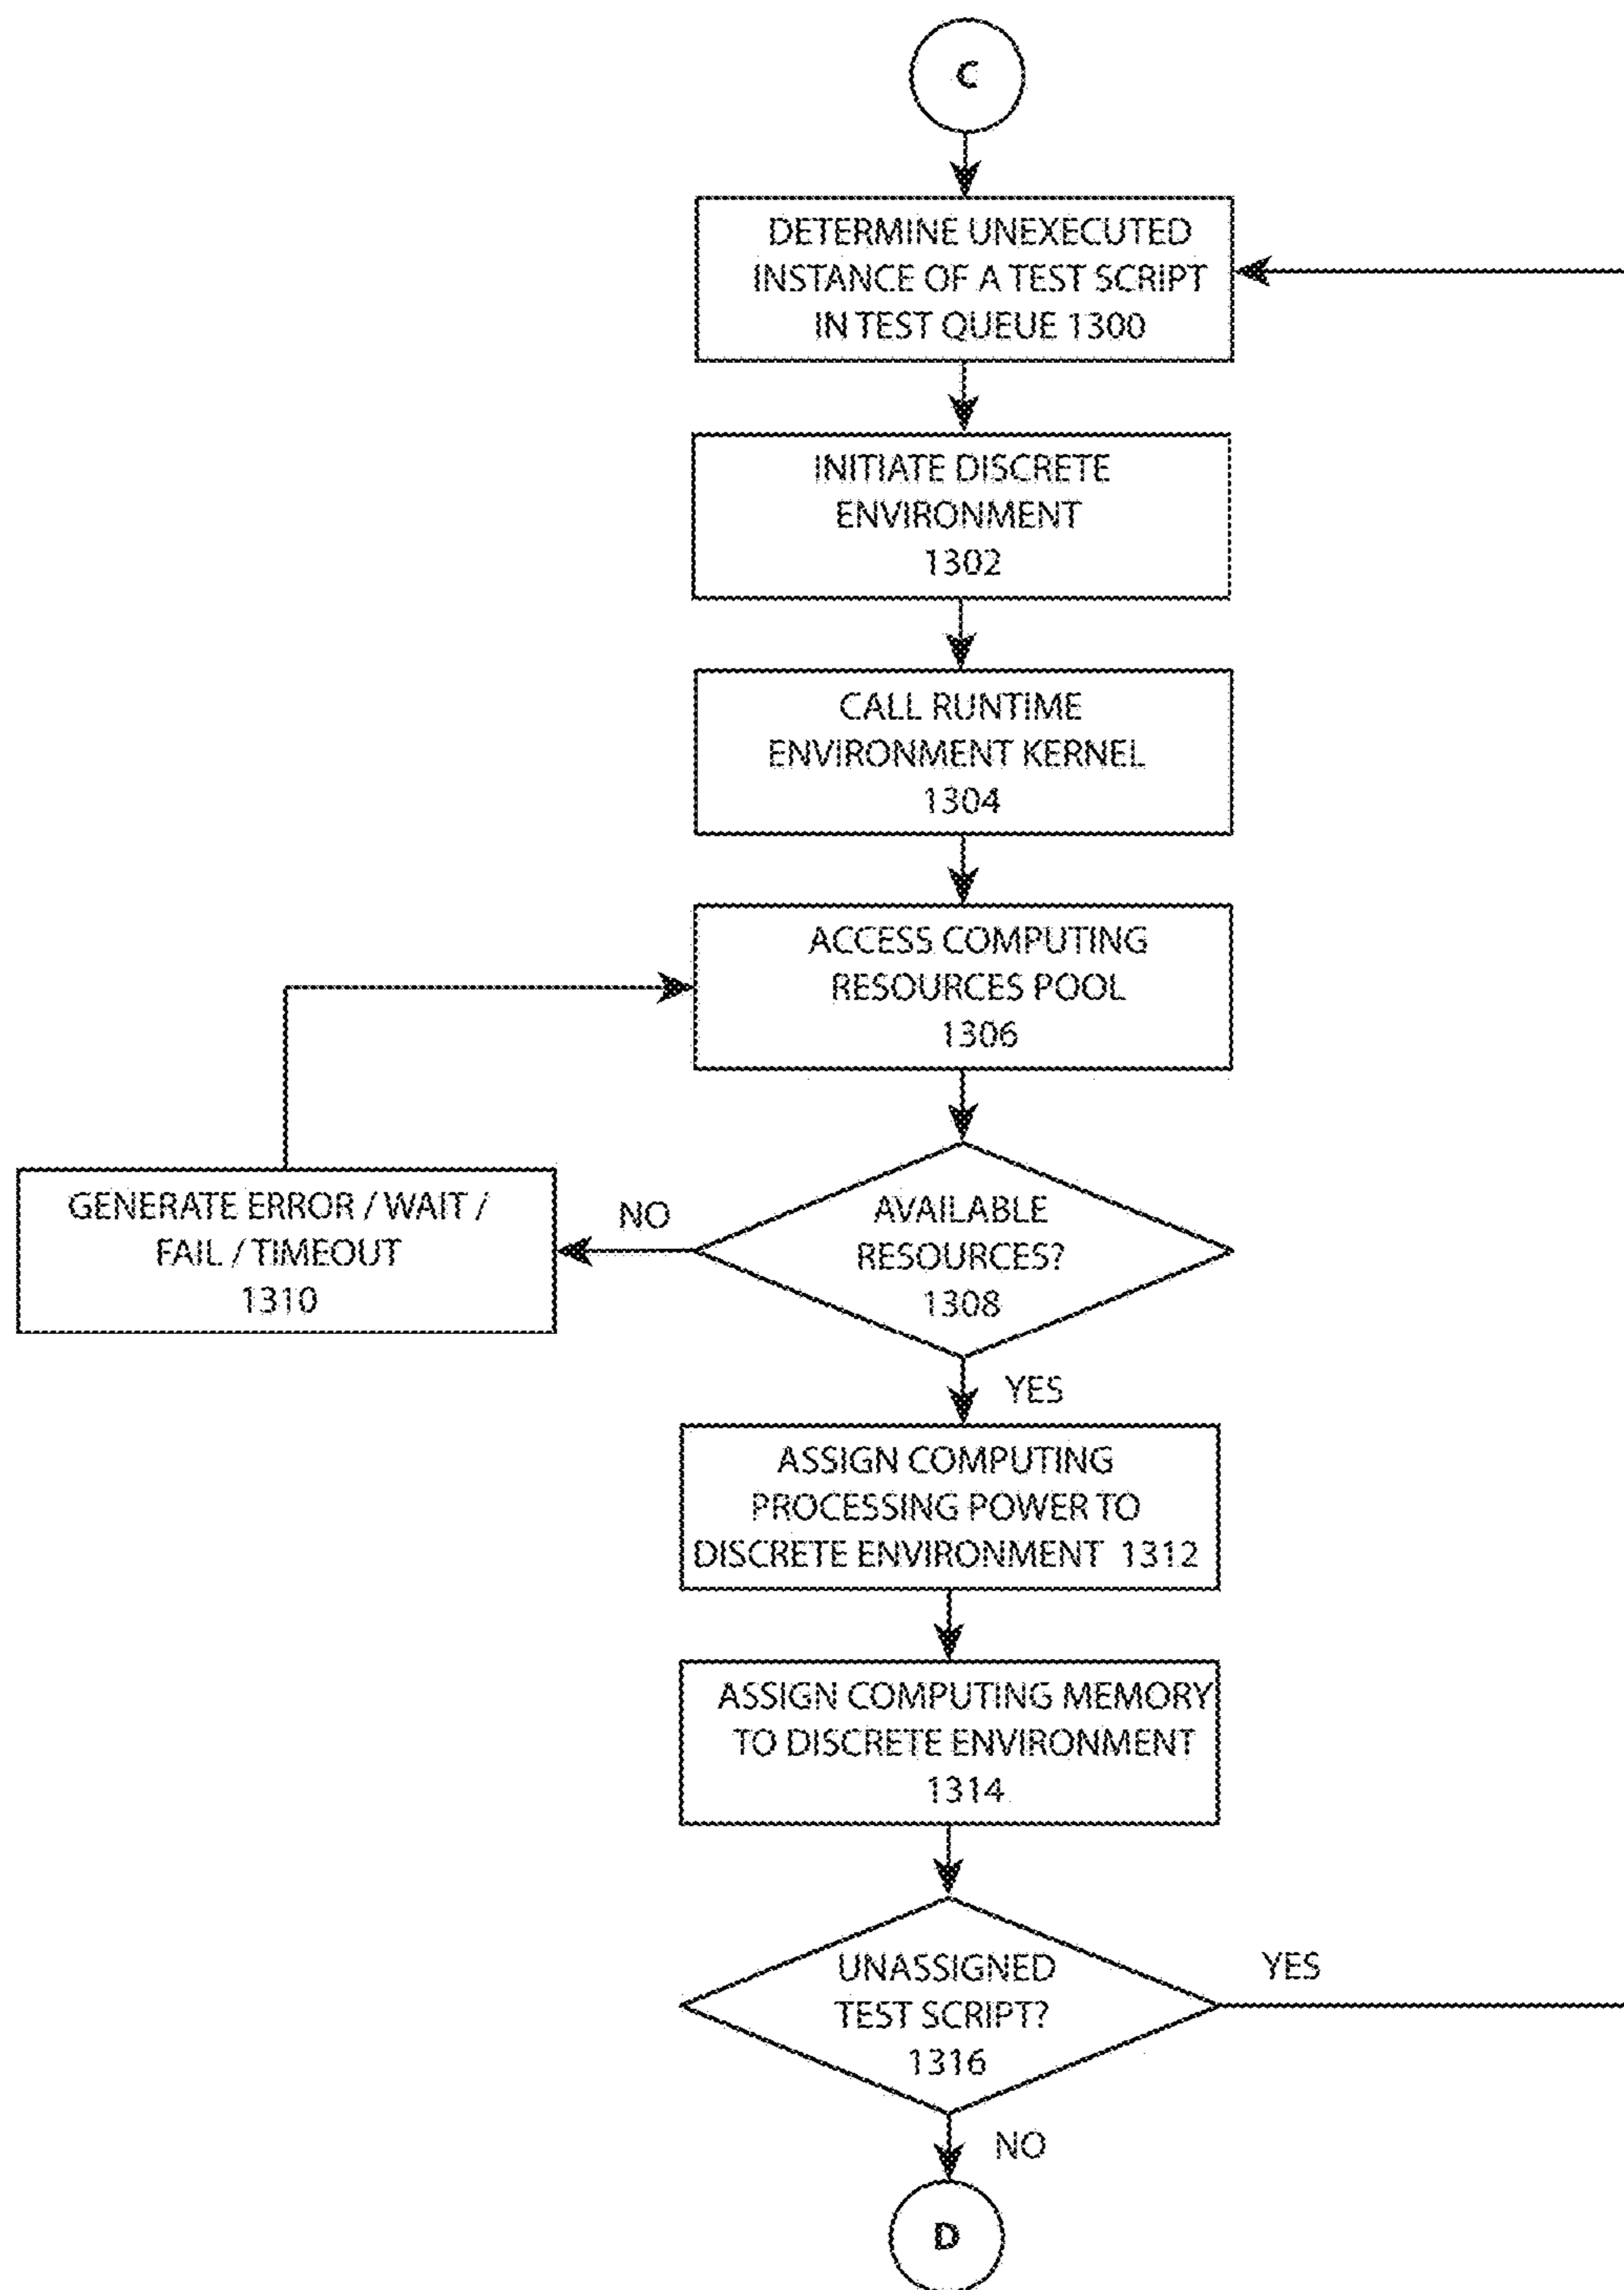 C
DETERMINE UNEXECUTED
INSTANCE OF A TEST SCRIPT
IN TEST QUEUE 1300
INITIATE DISCRETE
ENVIRONMENT
1302
CALL RUNTIME
ENVIRONMENT KERNEL
1304
ACCESS COMPUTING
RESOURCES POOL
1306
GENERATE ERROR / WAIT /
FAIL / TIMEOUT
1310
NO
AVAILABLE
RESOURCES?
1308
YES
ASSIGN COMPUTING
PROCESSING POWER TO
DISCRETE ENVIRONMENT 1312
ASSIGN COMPUTING MEMORY
TO DISCRETE ENVIRONMENT
1314
UNASSIGNED
TEST SCRIPT?
1316
YES
NO
D